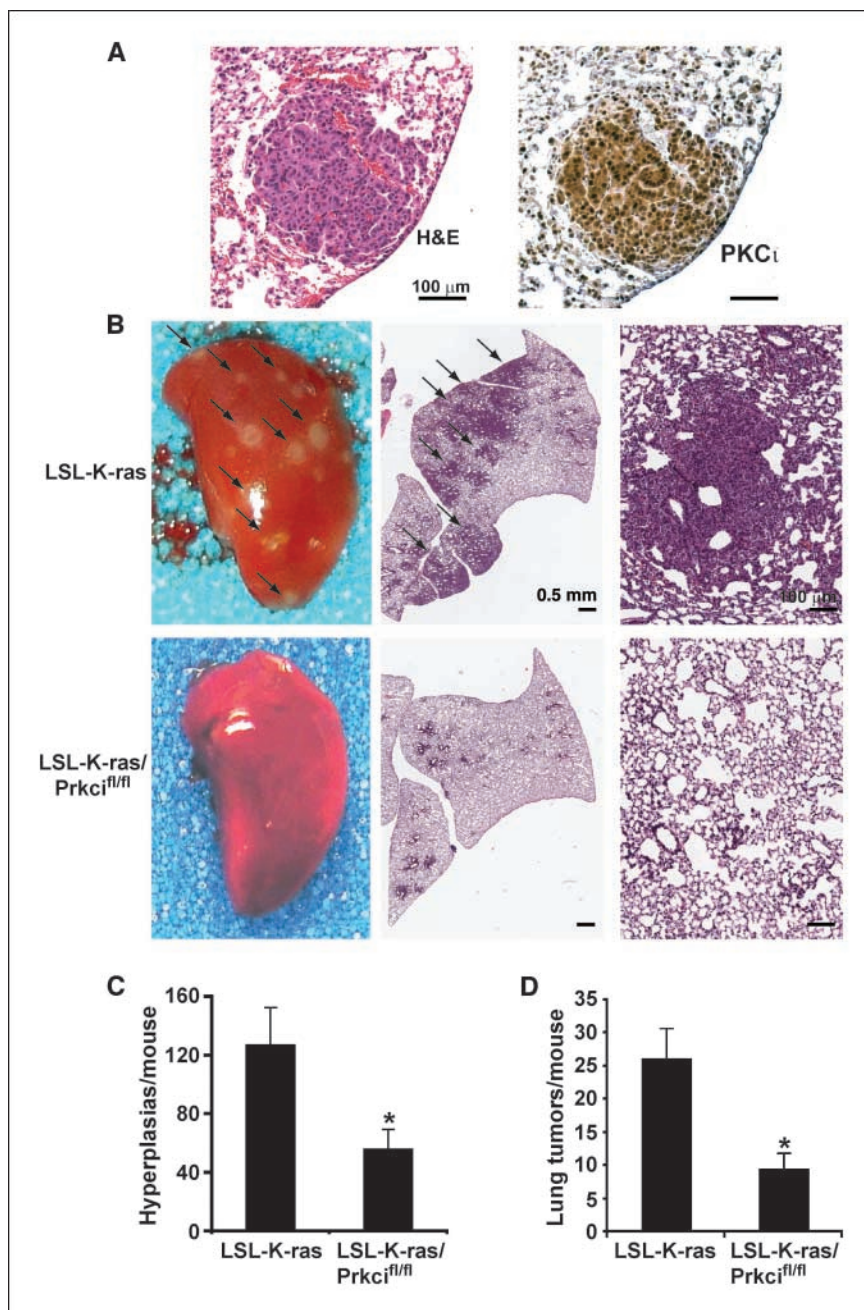 A
H&E
100 µm
PKCι
B
LSL-K-ras
0.5 mm
100 µm
LSL-K-ras/
Prkci^fl/fl
C
Hyperplasias/mouse
160
120
80
40
0
*
LSL-K-ras
LSL-K-ras/
Prkci^fl/fl
D
Lung tumors/mouse
35
30
25
20
15
10
5
0
*
LSL-K-ras
LSL-K-ras/
Prkci^fl/fl